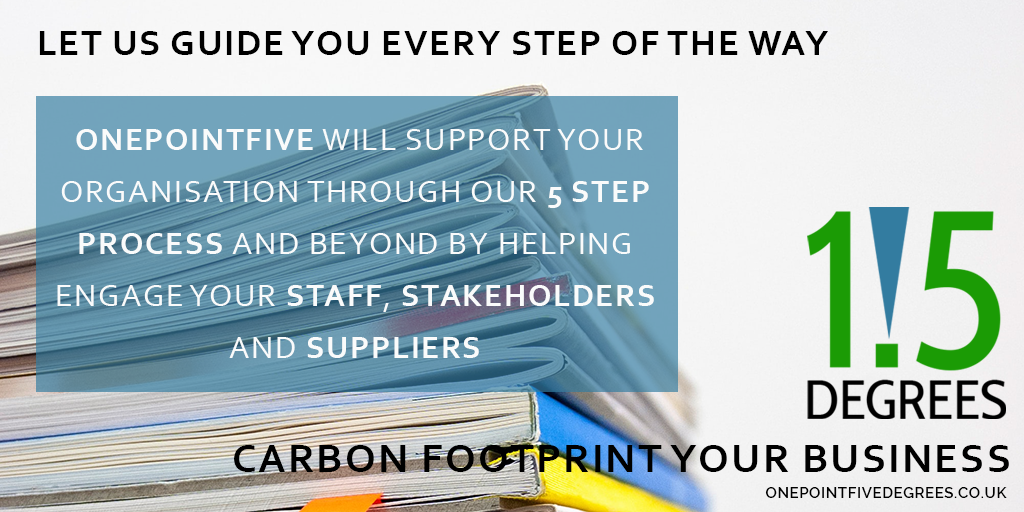 LET US GUIDE YOU EVERY STEP OF THE WAY
ONEPOINTFIVE WILL SUPPORT YOUR
ORGANISATION THROUGH OUR 5 STEP
PROCESS AND BEYOND BY HELPING
ENGAGE YOUR STAFF, STAKEHOLDERS
AND SUPPLIERS
1.5
DEGREES
CARBON FOOTPRINT YOUR BUSINESS
ONEPOINTFIVEDEGREES.CO.UK